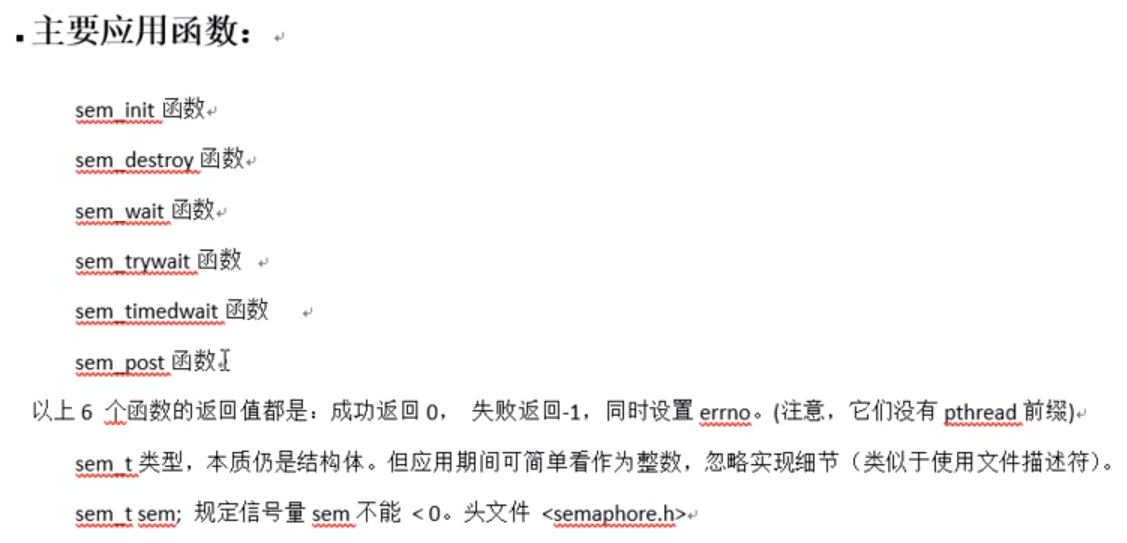 主要应用函数：
sem_init 函数
sem_destroy 函数
sem_wait 函数
sem_trywait 函数
sem_timedwait 函数
sem_post 函数
以上 6 个函数的返回值都是：成功返回 0， 失败返回-1，同时设置 errno。(注意，它们没有 pthread 前缀)
sem_t 类型，本质仍是结构体。但应用期间可简单看作为整数，忽略实现细节（类似于使用文件描述符）。
sem_t sem; 规定信号量 sem 不能 < 0。头文件 <semaphore.h>